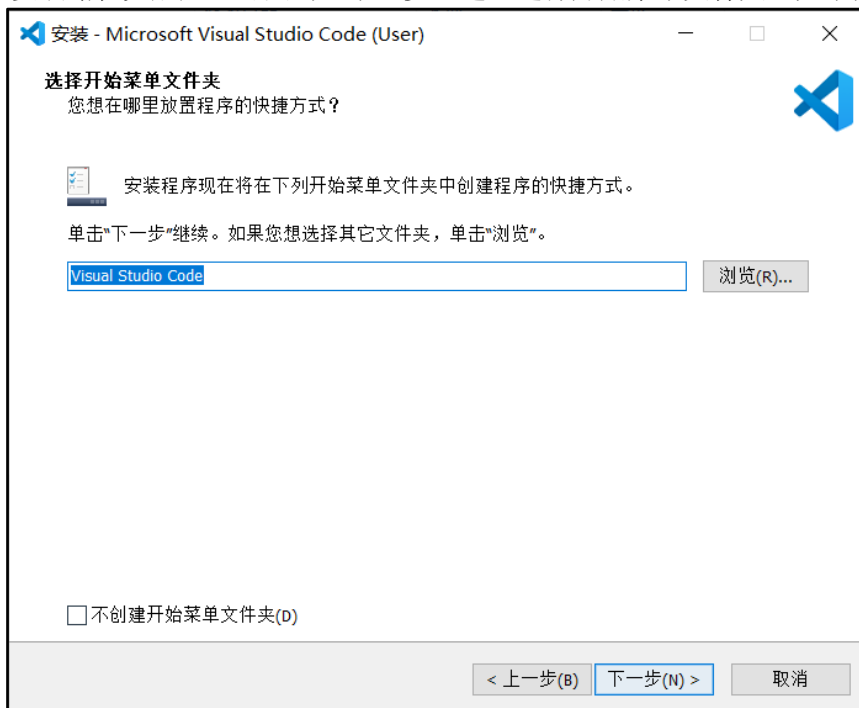 安装 - Microsoft Visual Studio Code (User)
选择开始菜单文件夹
您想在哪里放置程序的快捷方式?
安装程序现在将在下列开始菜单文件夹中创建程序的快捷方式。
单击“下一步”继续。如果您想选择其它文件夹，单击“浏览”。
Visual Studio Code
浏览(R)...
不创建开始菜单文件夹(D)
< 上一步(B)
下一步(N) >
取消